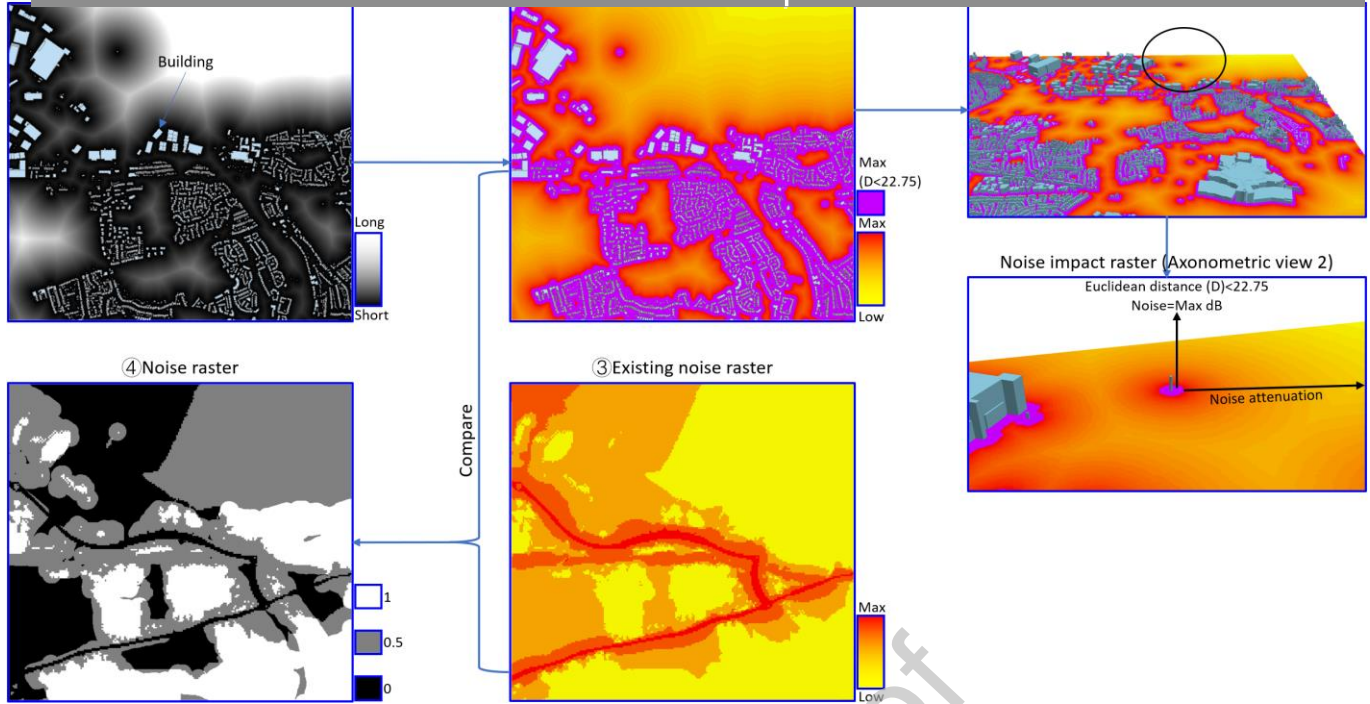 Building
Long
Short
Max
(D<22.75)
Max
Low
Noise impact raster (Axonometric view 2)
Euclidean distance (D)<22.75
Noise=Max dB
Noise attenuation
④Noise raster
1
0.5
0
Compare
③Existing noise raster
Max
Low
of